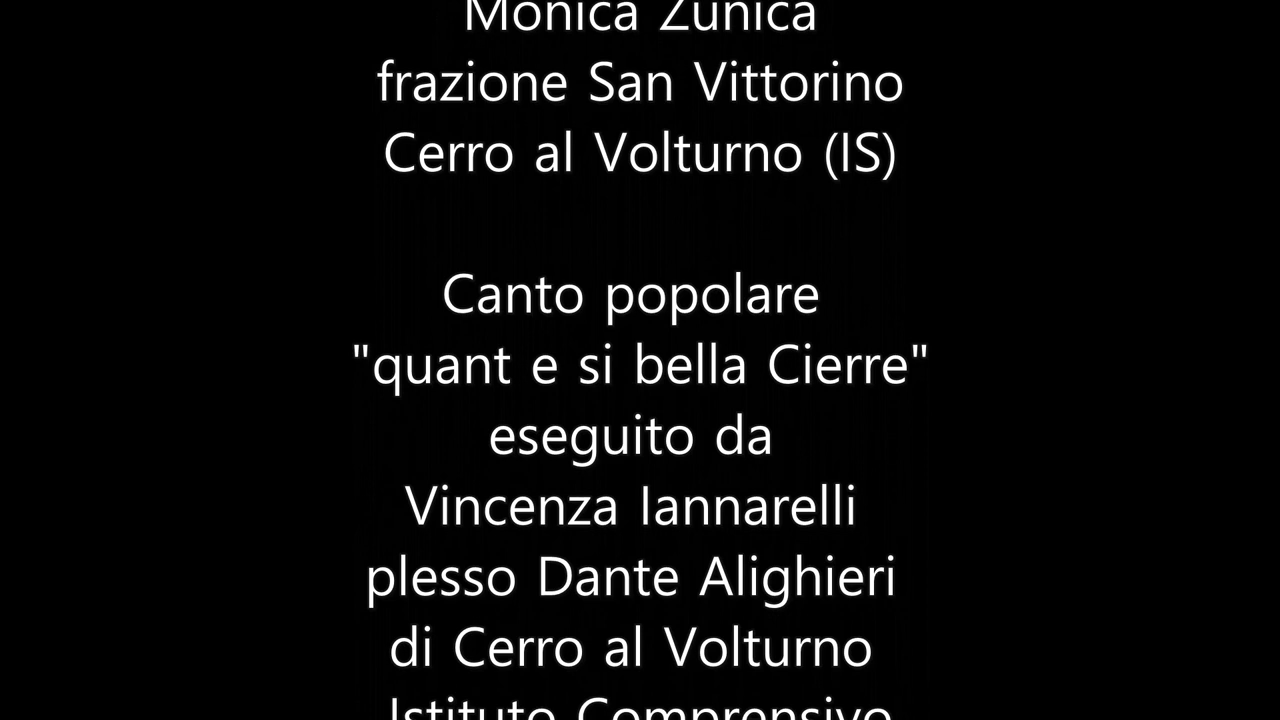 Monica Zunica
frazione San Vittorino
Cerro al Volturno (IS)
Canto popolare
"quant e si bella Cierre"
eseguito da
Vincenza Iannarelli
plesso Dante Alighieri
di Cerro al Volturno
Istituto Comprensivo